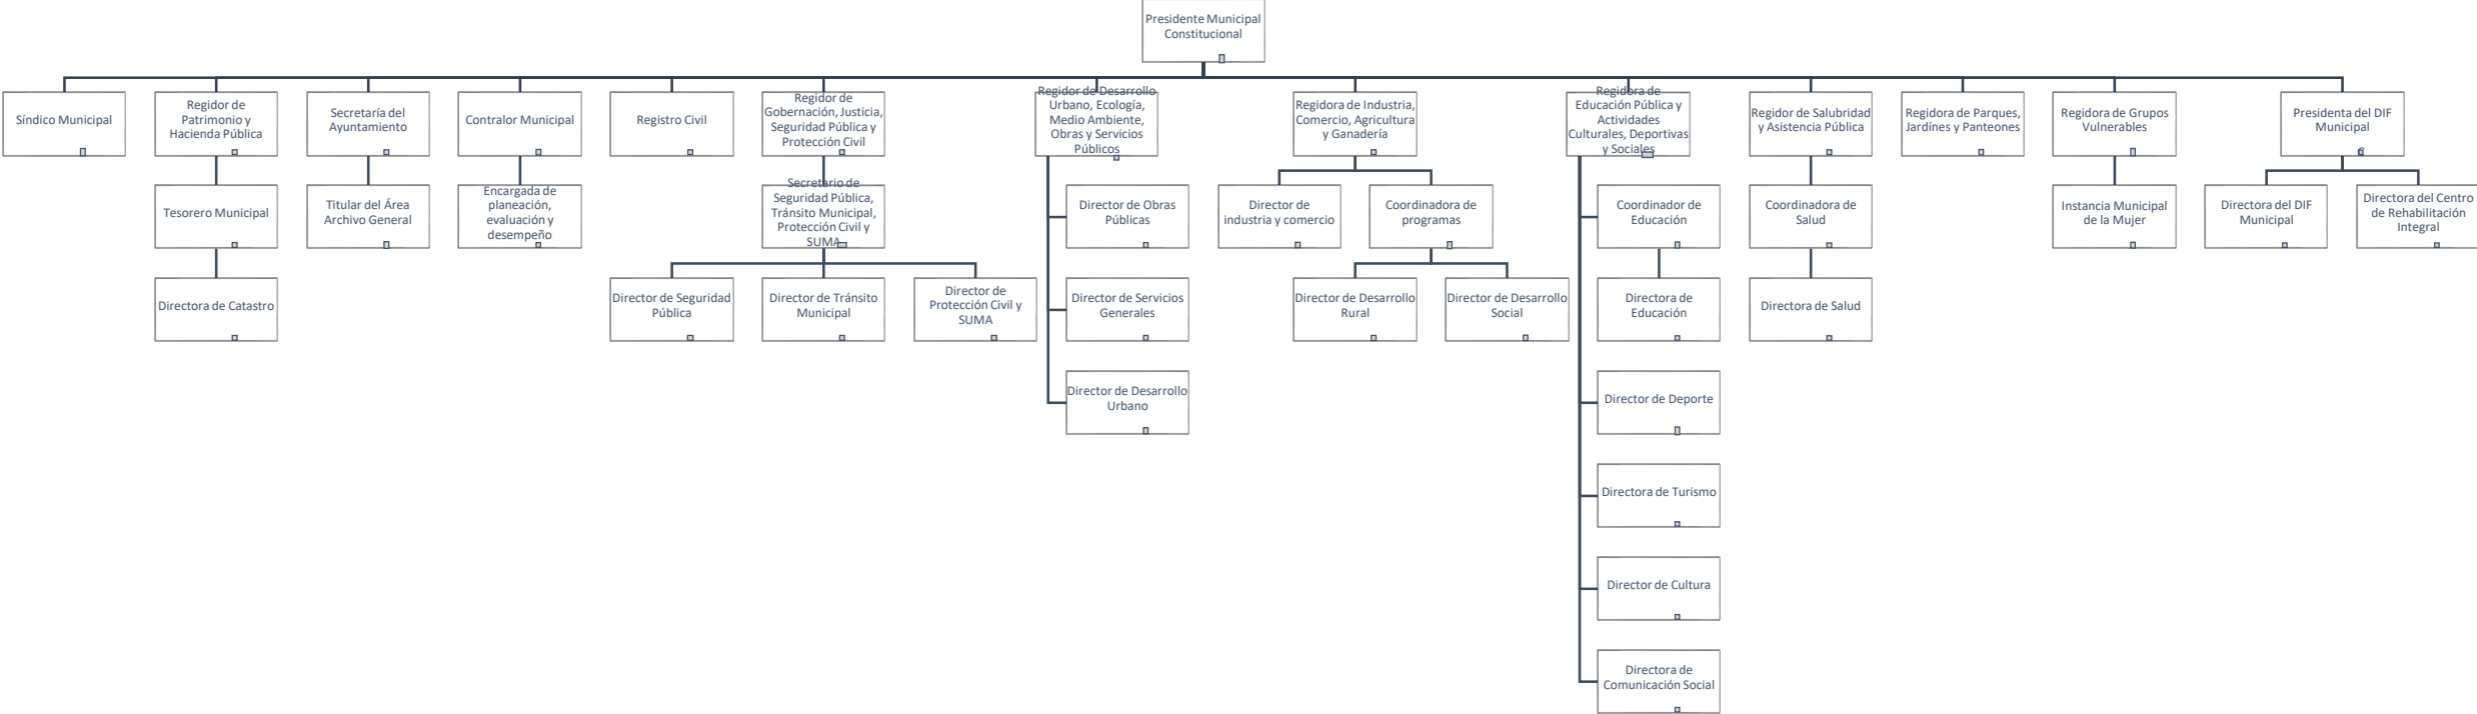 Presidente Municipal
Constitucional
Síndico Municipal
Regidor de
Patrimonio y
Hacienda Pública
Secretaría del
Ayuntamiento
Contralor Municipal
Registro Civil
Regidor de
Gobernación, Justicia,
Seguridad Pública y
Protección Civil
Regidor de Desarrollo
Urbano, Ecología,
Medio Ambiente,
Obras y Servicios
Públicos
Regidora de Industria,
Comercio, Agricultura
y Ganadería
Regidora de
Educación Pública y
Actividades
Culturales, Deportivas
y Sociales
Regidor de Salubridad
y Asistencia Pública
Regidora de Parques,
Jardínes y Panteones
Regidora de Grupos
Vulnerables
Presidenta del DIF
Municipal
Tesorero Municipal
Titular del Área
Archivo General
Encargada de
planeación,
evaluación y
desempeño
Secretario de
Seguridad Pública,
Tránsito Municipal,
Protección Civil y
SUMA
Director de Obras
Públicas
Director de
industria y comercio
Coordinadora de
programas
Coordinador de
Educación
Coordinadora de
Salud
Instancia Municipal
de la Mujer
Directora del DIF
Municipal
Directora del Centro
de Rehabilitación
Integral
Directora de Catastro
Director de Seguridad
Pública
Director de Tránsito
Municipal
Director de
Protección Civil y
SUMA
Director de Servicios
Generales
Director de Desarrollo
Rural
Director de Desarrollo
Social
Directora de
Educación
Directora de Salud
Director de Desarrollo
Urbano
Director de Deporte
Directora de Turismo
Director de Cultura
Directora de
Comunicación Social